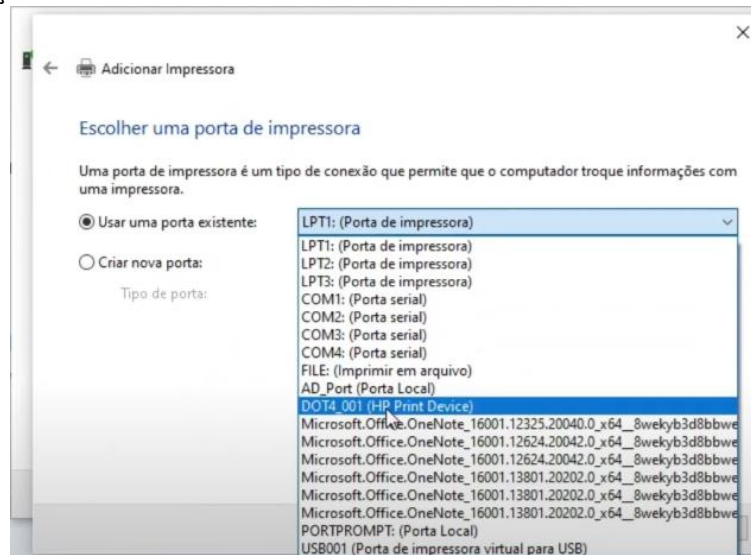 Adicionar Impressora
Escolher uma porta de impressora
Uma porta de impressora é um tipo de conexão que permite que o computador troque informações com
uma impressora.
Usar uma porta existente:
LPT1: (Porta de impressora)
LPT1: (Porta de impressora)
LPT2: (Porta de impressora)
LPT3: (Porta de impressora)
COM1: (Porta serial)
COM2: (Porta serial)
COM3: (Porta serial)
COM4: (Porta serial)
FILE: (Imprimir em arquivo)
AD_Port (Porta Local)
DOT4_001 (HP Print Device)
Microsoft.Office.OneNote_16001.12325.20040.0_x64__8wekyb3d8bbwe
Microsoft.Office.OneNote_16001.12624.20042.0_x64__8wekyb3d8bbwe
Microsoft.Office.OneNote_16001.12624.20042.0_x64__8wekyb3d8bbwe
Microsoft.Office.OneNote_16001.13801.20202.0_x64__8wekyb3d8bbwe
Microsoft.Office.OneNote_16001.13801.20202.0_x64__8wekyb3d8bbwe
Microsoft.Office.OneNote_16001.13801.20202.0_x64__8wekyb3d8bbwe
PORTPROMPT: (Porta Local)
USB001 (Porta de impressora virtual para USB)
Criar nova porta:
Tipo de porta: